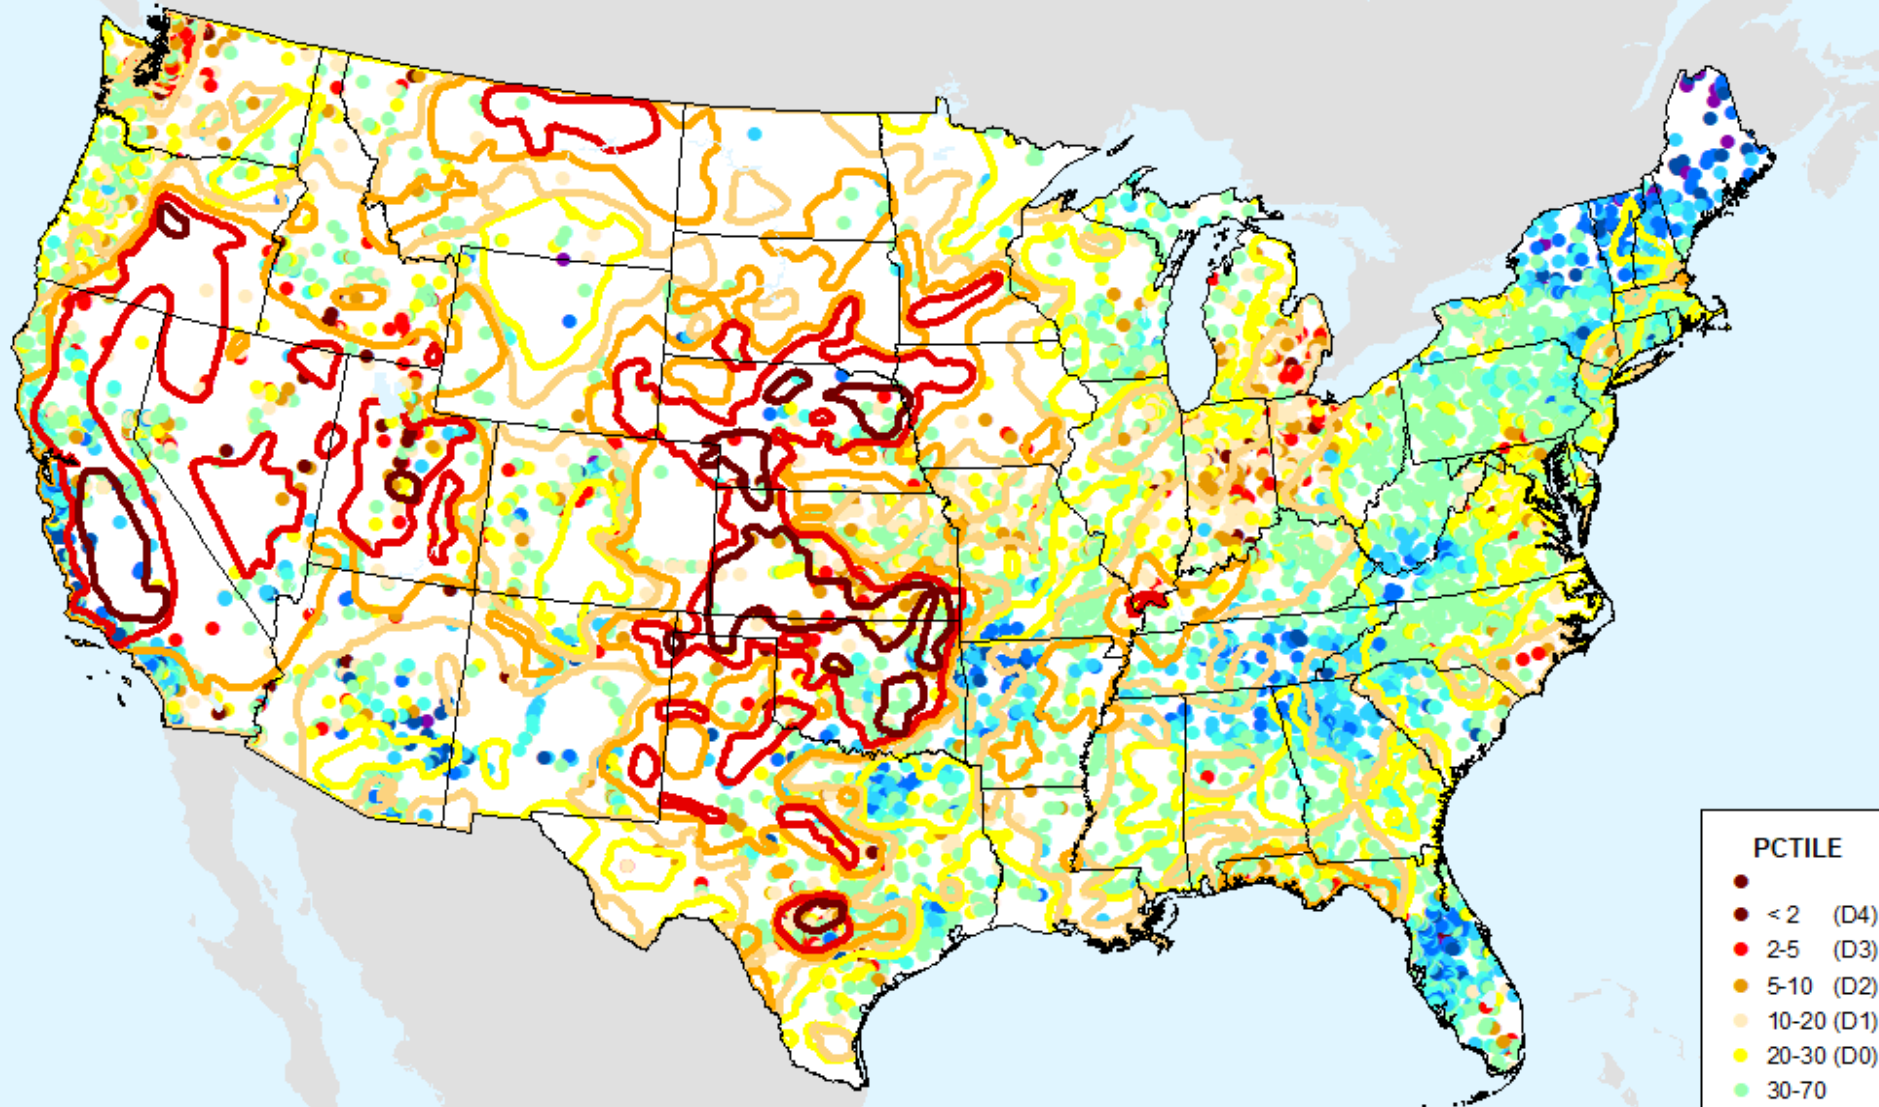 PCTILE
< 2 (D4)
2-5 (D3)
5-10 (D2)
10-20 (D1)
20-30 (D0)
30-70